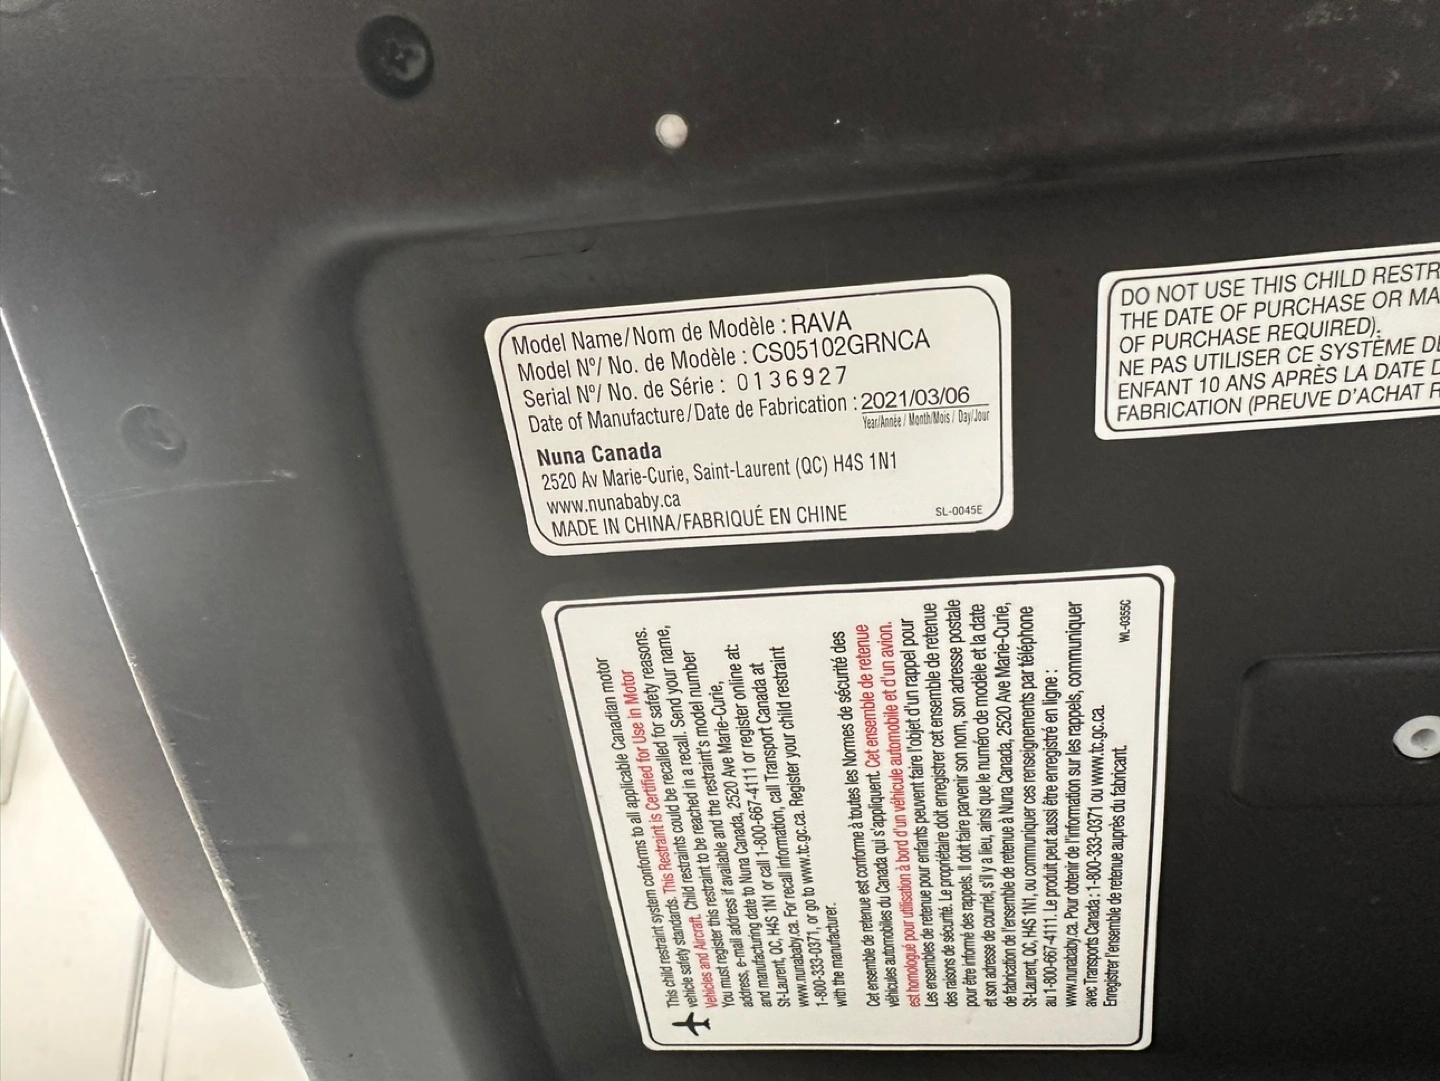 Model Name/Nom de Modèle : RAVA
Model Nº/ No. de Modèle : CS05102GRNCA
Serial Nº/ No. de Série : 0136927
Date of Manufacture/Date de Fabrication : 2021/03/06
Year/Année / Month/Mois / Day/Jour
Nuna Canada
2520 Av Marie-Curie, Saint-Laurent (QC) H4S 1N1
www.nunababy.ca
MADE IN CHINA/FABRIQUÉ EN CHINE
SL-0045E
DO NOT USE THIS CHILD RESTR
THE DATE OF PURCHASE OR MA
OF PURCHASE REQUIRED).
NE PAS UTILISER CE SYSTÈME DE
ENFANT 10 ANS APRÈS LA DATE D
FABRICATION (PREUVE D'ACHAT R
This child restraint system conforms to all applicable Canadian motor
vehicle safety standards. This Restraint is Certified for Use in Motor
Vehicles and Aircraft. Child restraints could be recalled for safety reasons.
You must register this restraint to be reached in a recall. Send your name,
address, e-mail address if available and the restraint's model number
and manufacturing date to Nuna Canada, 2520 Ave Marie-Curie,
St-Laurent, QC, H4S 1N1 or call 1-800-667-4111 or register online at:
www.nunababy.ca. For recall information, call Transport Canada at
1-800-333-0371, or go to www.tc.gc.ca. Register your child restraint
with the manufacturer.
Cet ensemble de retenue est conforme à toutes les Normes de sécurité des
véhicules automobiles du Canada qui s'appliquent. Cet ensemble de retenue
est homologué pour utilisation à bord d'un véhicule automobile et d'un avion.
Les ensembles de retenue pour enfants peuvent faire l'objet d'un rappel pour
des raisons de sécurité. Le propriétaire doit enregistrer cet ensemble de retenue
pour être informé des rappels. Il doit faire parvenir son nom, son adresse postale
et son adresse de courriel, s'il y a lieu, ainsi que le numéro de modèle et la date
de fabrication de l'ensemble de retenue à Nuna Canada, 2520 Ave Marie-Curie,
St-Laurent, QC, H4S 1N1, ou communiquer ces renseignements par téléphone
au 1-800-667-4111. Le produit peut aussi être enregistré en ligne :
www.nunababy.ca. Pour obtenir de l'information sur les rappels, communiquer
avec Transports Canada : 1-800-333-0371 ou www.tc.gc.ca.
Enregistrer l'ensemble de retenue auprès du fabricant.
WL-0355C